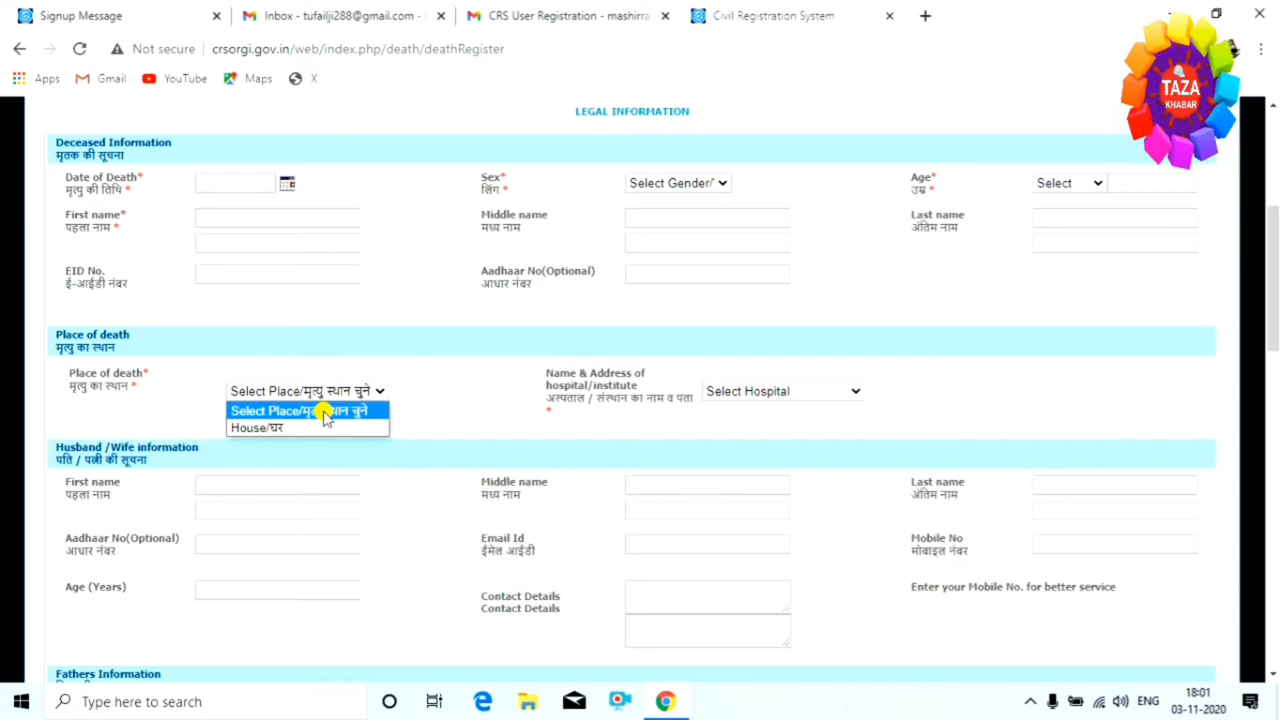 Signup Message
Inbox - tufailji288@gmail.com -
CRS User Registration - mashirra
Civil Registration System
Not secure
crsorgi.gov.in/web/index.php/death/deathRegister
Apps
Gmail
YouTube
Maps
X
TAZA
KHABAR
LEGAL INFORMATION
Deceased Information
मृतक की सूचना
Date of Death*
मृत्यु की तिथि *
Sex*
लिंग *
Select Gender/
Age*
उम्र *
Select
First name*
पहला नाम *
Middle name
मध्य नाम
Last name
अंतिम नाम
EID No.
ई-आईडी नंबर
Aadhaar No(Optional)
आधार नंबर
Place of death
मृत्यु का स्थान
Place of death*
मृत्यु का स्थान *
Select Place/मृत्यु स्थान चुने
Name & Address of
hospital/institute
अस्पताल / संस्थान का नाम व पता
*
Select Hospital
Select Place/मृत्यु स्थान चुने
House/घर
Husband /Wife information
पति / पत्नी की सूचना
First name
पहला नाम
Middle name
मध्य नाम
Last name
अंतिम नाम
Aadhaar No(Optional)
आधार नंबर
Email Id
ईमेल आईडी
Mobile No
मोबाइल नंबर
Age (Years)
Contact Details
Contact Details
Enter your Mobile No. for better service
Fathers Information
Type here to search
ENG
18:01
03-11-2020